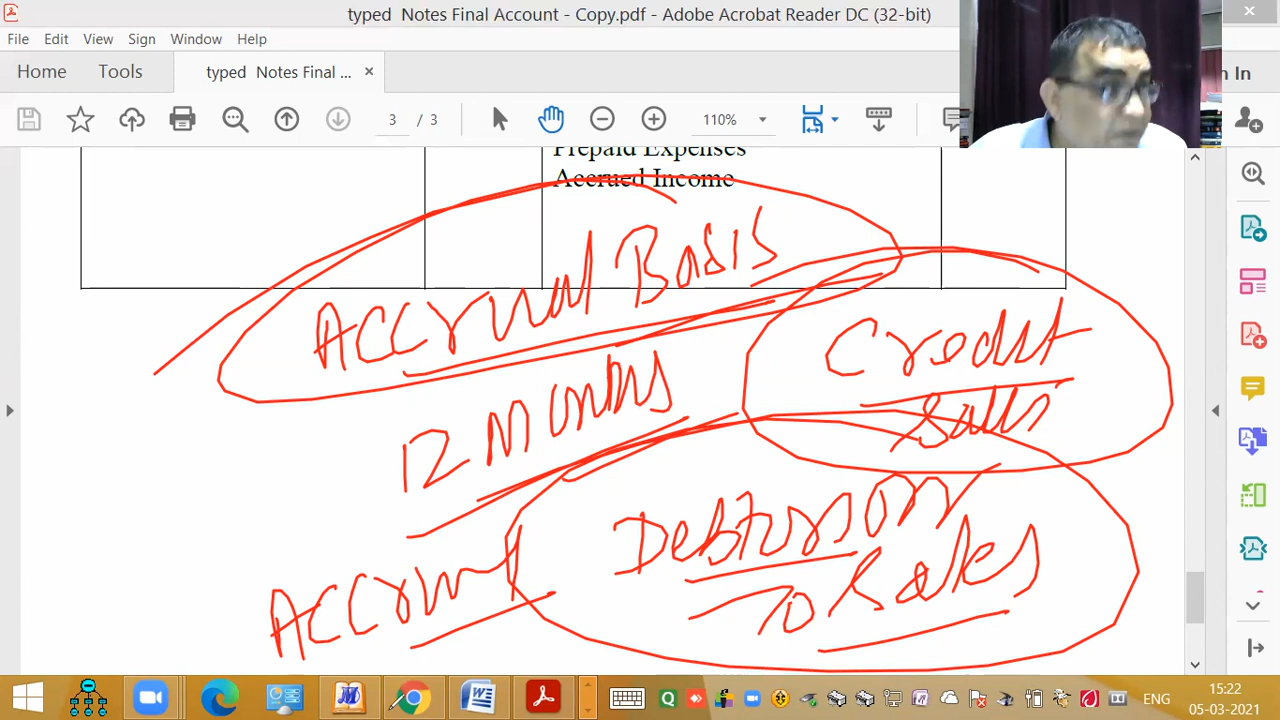 typed Notes Final Account - Copy.pdf - Adobe Acrobat Reader DC (32-bit)
File Edit View Sign Window Help
Home Tools typed Notes Final ... × n In
3 / 3 110%
Prepaid Expenses
Accrued Income
Accrual Basis
Credit
Sales
12 Months
Debtors
To Sales
ENG
15:22
05-03-2021